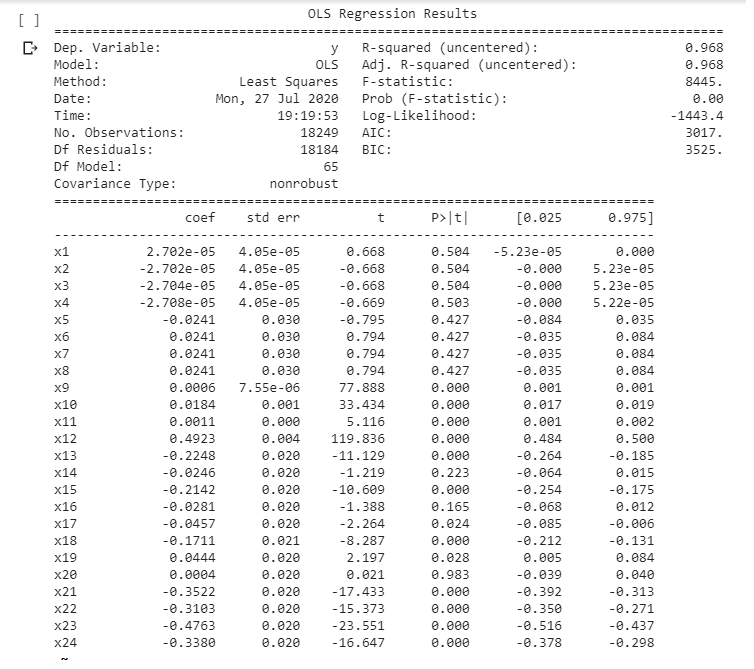 [ ]
OLS Regression Results
==============================================================================
Dep. Variable: y R-squared (uncentered): 0.968
Model: OLS Adj. R-squared (uncentered): 0.968
Method: Least Squares F-statistic: 8445.
Date: Mon, 27 Jul 2020 Prob (F-statistic): 0.00
Time: 19:19:53 Log-Likelihood: -1443.4
No. Observations: 18249 AIC: 3017.
Df Residuals: 18184 BIC: 3525.
Df Model: 65
Covariance Type: nonrobust
==============================================================================
coef std err t P>|t| [0.025 0.975]
------------------------------------------------------------------------------
x1 2.702e-05 4.05e-05 0.668 0.504 -5.23e-05 0.000
x2 -2.702e-05 4.05e-05 -0.668 0.504 -0.000 5.23e-05
x3 -2.704e-05 4.05e-05 -0.668 0.504 -0.000 5.23e-05
x4 -2.708e-05 4.05e-05 -0.669 0.503 -0.000 5.22e-05
x5 -0.0241 0.030 -0.795 0.427 -0.084 0.035
x6 0.0241 0.030 0.794 0.427 -0.035 0.084
x7 0.0241 0.030 0.794 0.427 -0.035 0.084
x8 0.0241 0.030 0.794 0.427 -0.035 0.084
x9 0.0006 7.55e-06 77.888 0.000 0.001 0.001
x10 0.0184 0.001 33.434 0.000 0.017 0.019
x11 0.0011 0.000 5.116 0.000 0.001 0.002
x12 0.4923 0.004 119.836 0.000 0.484 0.500
x13 -0.2248 0.020 -11.129 0.000 -0.264 -0.185
x14 -0.0246 0.020 -1.219 0.223 -0.064 0.015
x15 -0.2142 0.020 -10.609 0.000 -0.254 -0.175
x16 -0.0281 0.020 -1.388 0.165 -0.068 0.012
x17 -0.0457 0.020 -2.264 0.024 -0.085 -0.006
x18 -0.1711 0.021 -8.287 0.000 -0.212 -0.131
x19 0.0444 0.020 2.197 0.028 0.005 0.084
x20 0.0004 0.020 0.021 0.983 -0.039 0.040
x21 -0.3522 0.020 -17.433 0.000 -0.392 -0.313
x22 -0.3103 0.020 -15.373 0.000 -0.350 -0.271
x23 -0.4763 0.020 -23.551 0.000 -0.516 -0.437
x24 -0.3380 0.020 -16.647 0.000 -0.378 -0.298